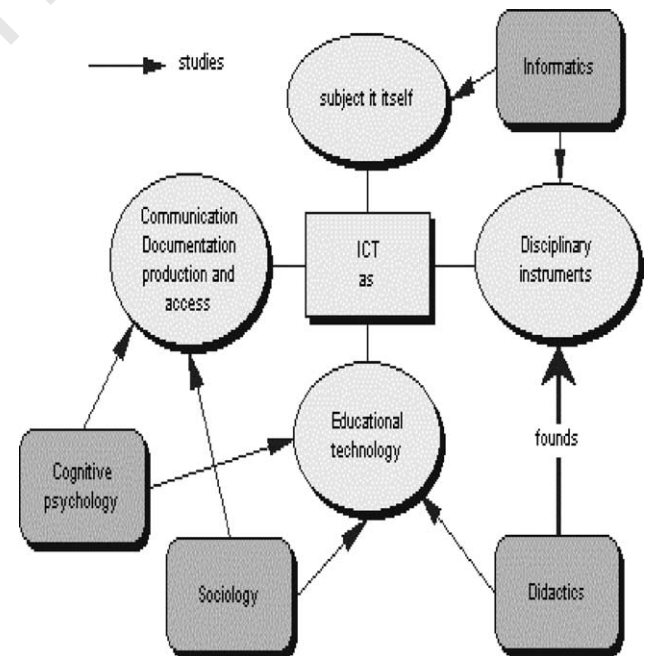 studies
Informatics
subject it itself
Communication
Documentation
production and
access
ICT
as
Disciplinary
instruments
Educational
technology
founds
Cognitive
psychology
Sociology
Didactics